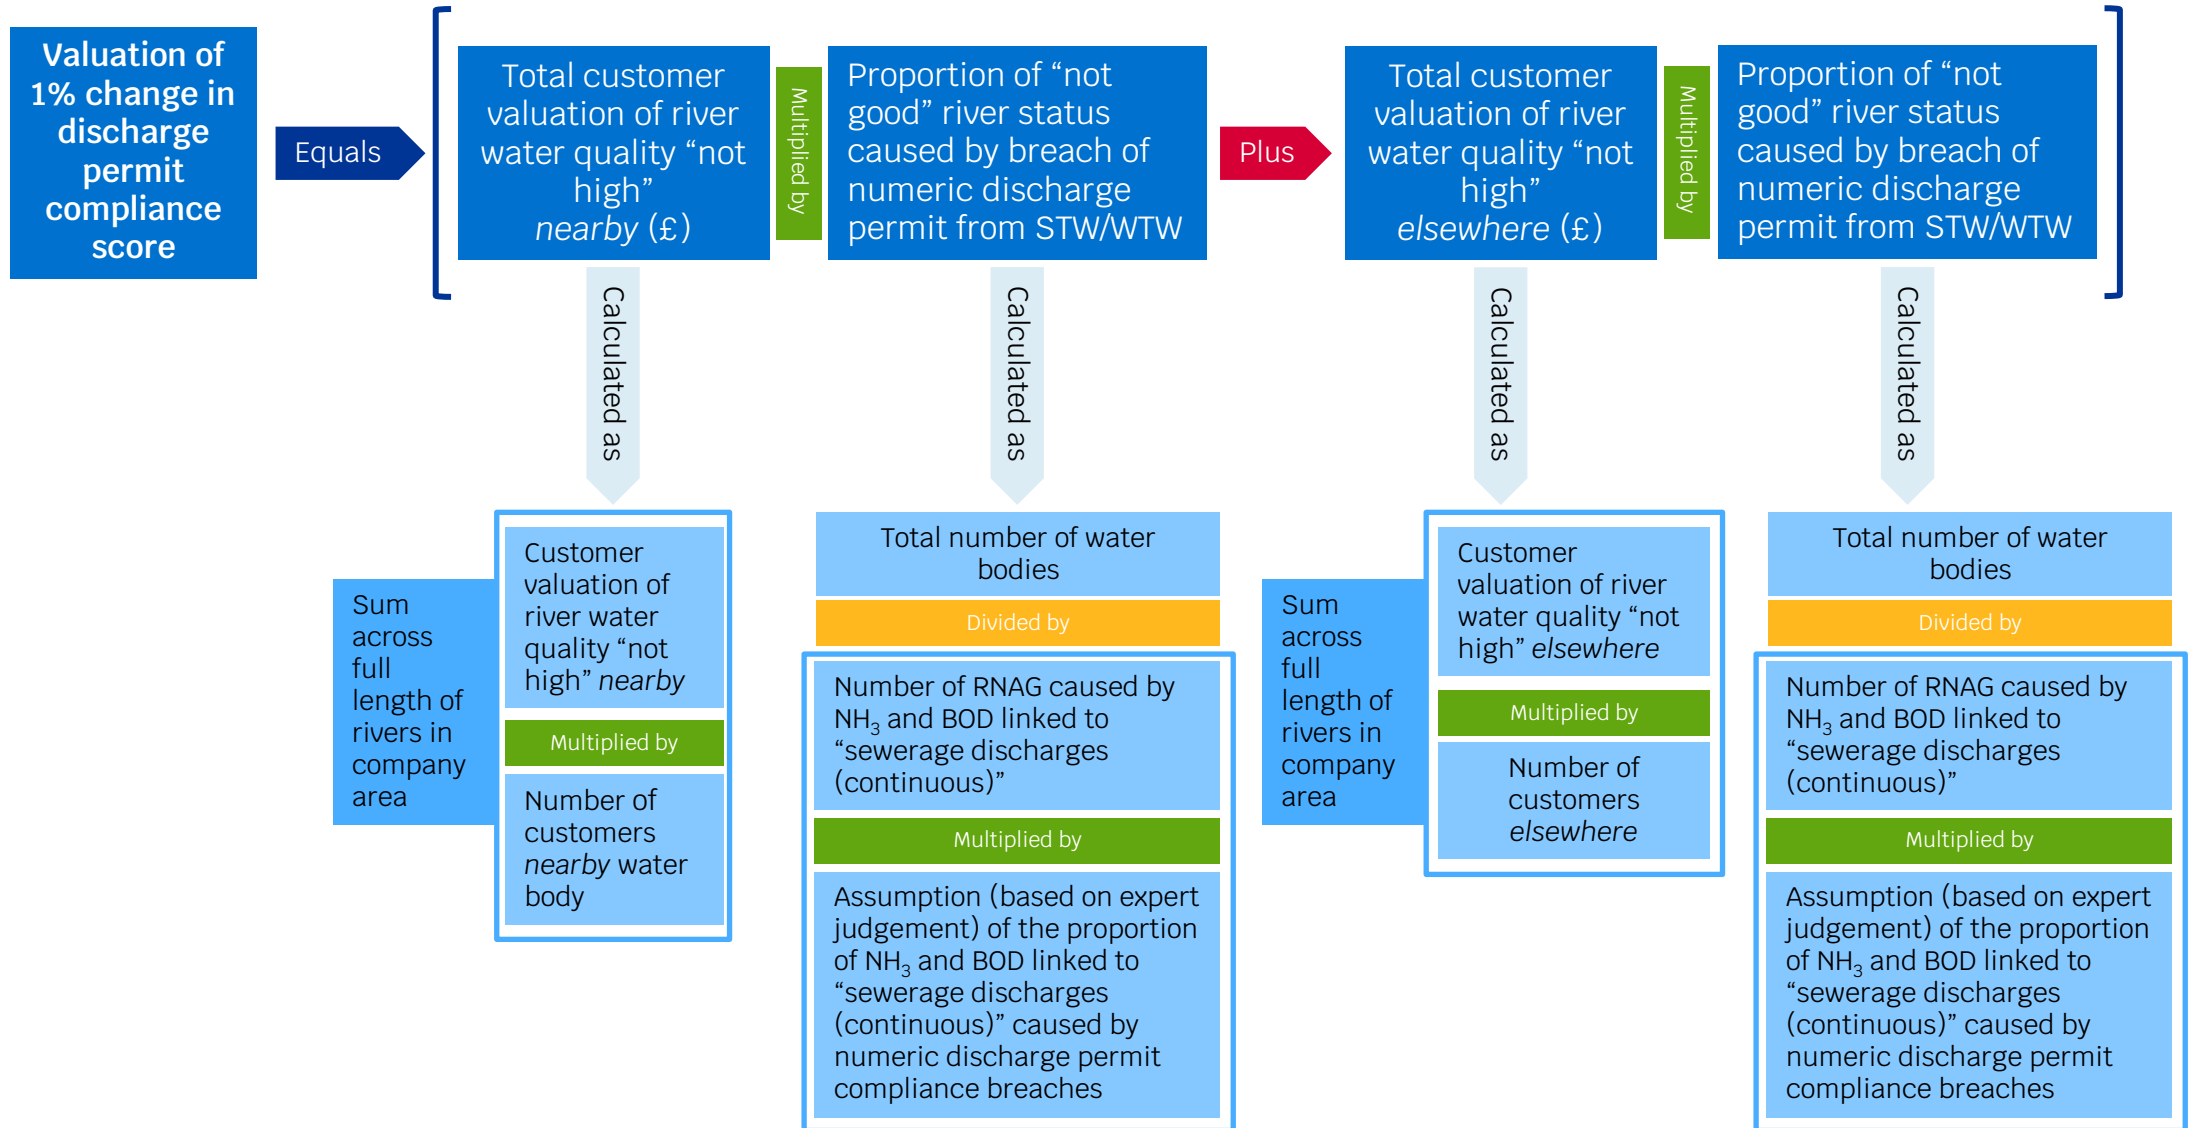 Valuation of
1% change in
discharge
permit
compliance
score
Equals
Total customer
valuation of river
water quality “not
high”
nearby (£)
Multiplied by
Proportion of “not
good” river status
caused by breach of
numeric discharge
permit from STW/WTW
Plus
Total customer
valuation of river
water quality “not
high”
elsewhere (£)
Multiplied by
Proportion of “not
good” river status
caused by breach of
numeric discharge
permit from STW/WTW
Calculated as
Calculated as
Calculated as
Calculated as
Sum
across
full
length of
rivers in
company
area
Customer
valuation of
river water
quality “not
high” nearby
Multiplied by
Number of
customers
nearby water
body
Total number of water
bodies
Divided by
Number of RNAG caused by
NH₃ and BOD linked to
“sewerage discharges
(continuous)”
Multiplied by
Assumption (based on expert
judgement) of the proportion
of NH₃ and BOD linked to
“sewerage discharges
(continuous)” caused by
numeric discharge permit
compliance breaches
Sum
across
full
length of
rivers in
company
area
Customer
valuation of river
water quality “not
high” elsewhere
Multiplied by
Number of
customers
elsewhere
Total number of water
bodies
Divided by
Number of RNAG caused by
NH₃ and BOD linked to
“sewerage discharges
(continuous)”
Multiplied by
Assumption (based on expert
judgement) of the proportion
of NH₃ and BOD linked to
“sewerage discharges
(continuous)” caused by
numeric discharge permit
compliance breaches